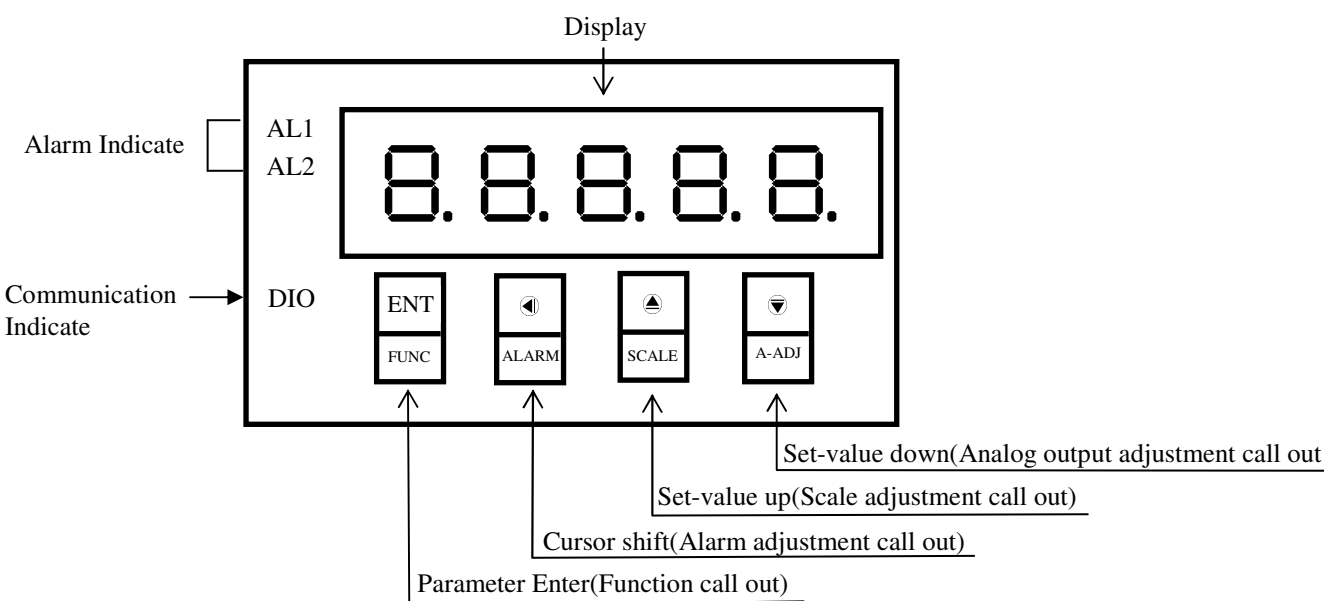 Display
AL1
Alarm Indicate
AL2
8.8.8.8.8.
Communication
Indicate
DIO
ENT
FUNC
ALARM
SCALE
A-ADJ
Set-value down(Analog output adjustment call out
Set-value up(Scale adjustment call out)
Cursor shift(Alarm adjustment call out)
Parameter Enter(Function call out)